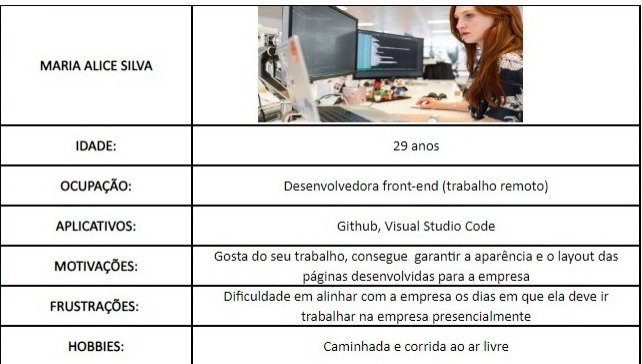 MARIA ALICE SILVA
IDADE:
29 anos
OCUPAÇÃO:
Desenvolvedora front-end (trabalho remoto)
APLICATIVOS:
Github, Visual Studio Code
MOTIVAÇÕES:
Gosta do seu trabalho, consegue  garantir a aparência e o layout das
páginas desenvolvidas para a empresa
FRUSTRAÇÕES:
Dificuldade em alinhar com a empresa os dias em que ela deve ir
trabalhar na empresa presencialmente
HOBBIES:
Caminhada e corrida ao ar livre